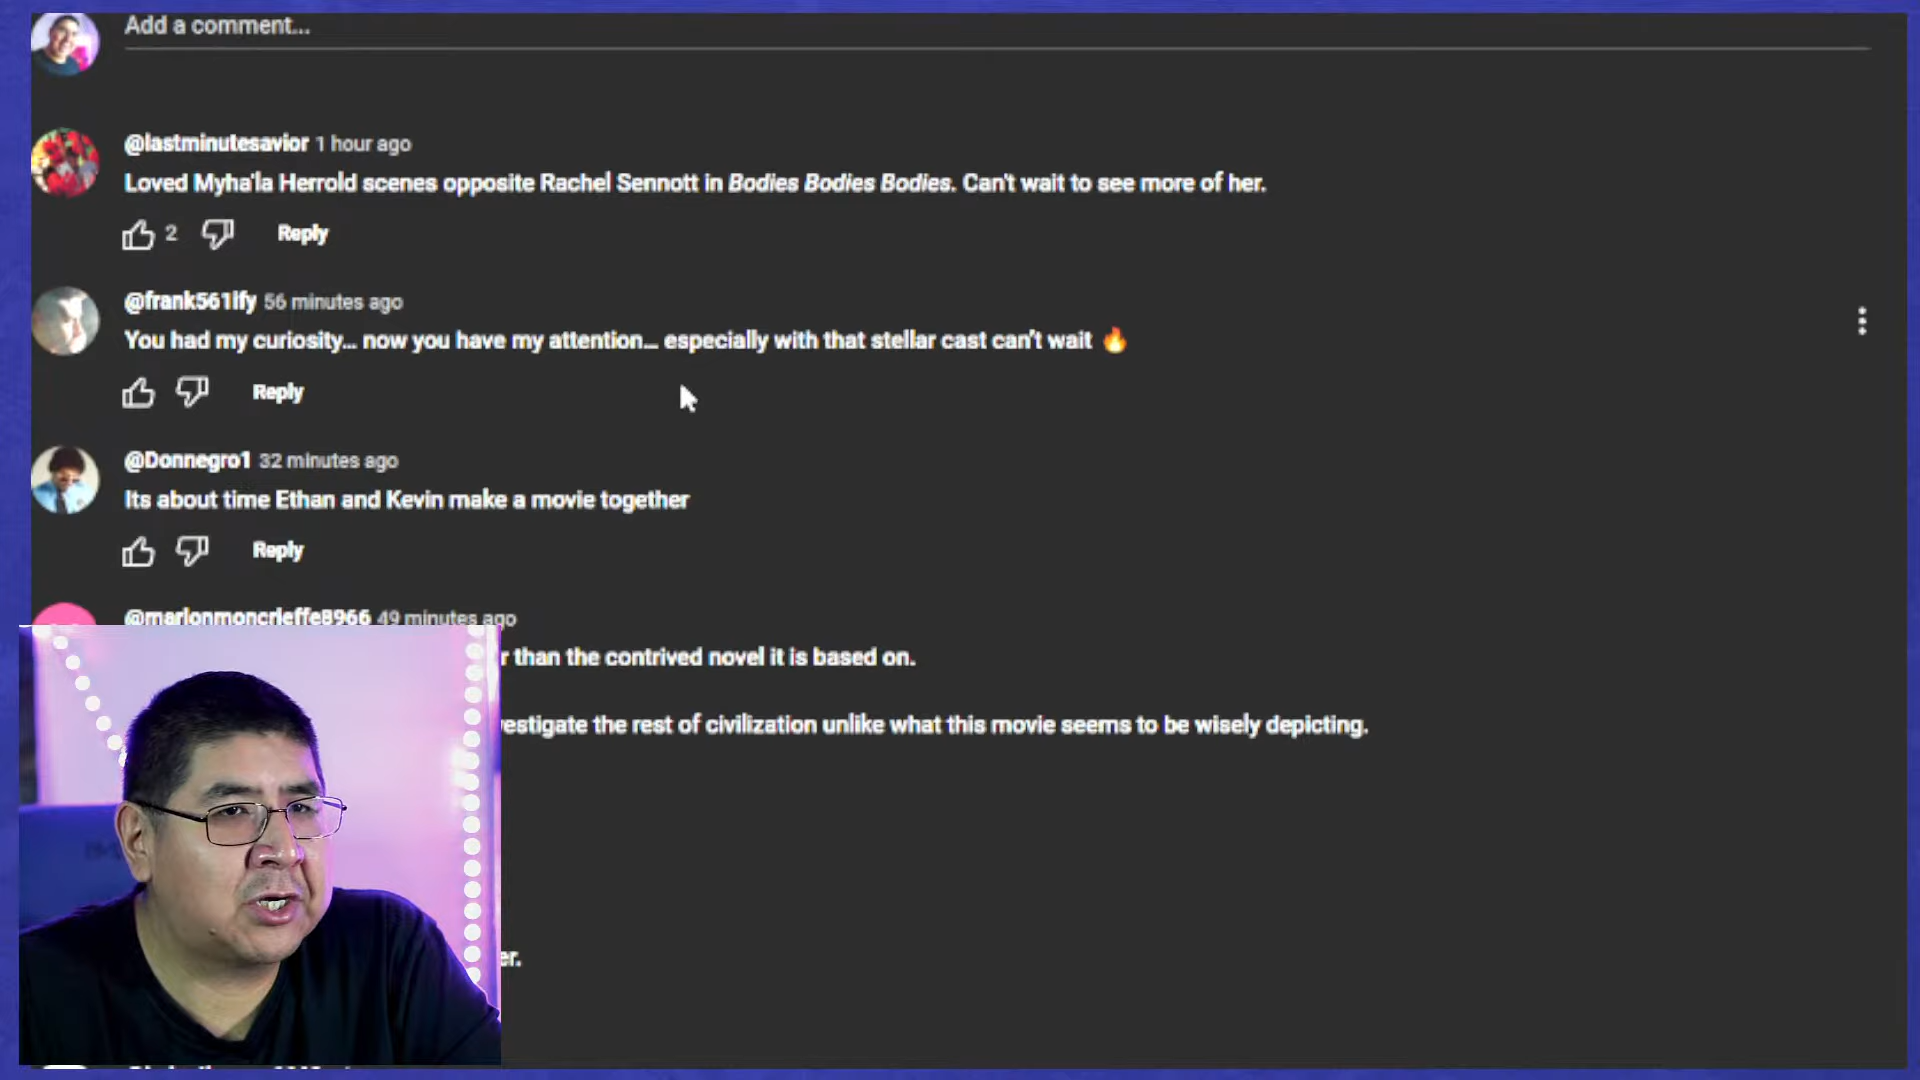 Add a comment...
@lastminutesavior 1 hour ago
Loved Myha'la Herrold scenes opposite Rachel Sennott in Bodies Bodies Bodies. Can't wait to see more of her.
2 Reply
@frank561ify 56 minutes ago
You had my curiosity... now you have my attention... especially with that stellar cast can't wait 🔥
Reply
@Donnegro1 32 minutes ago
Its about time Ethan and Kevin make a movie together
Reply
@marlonmoncrieffe8966 49 minutes ago
r than the contrived novel it is based on.
vestigate the rest of civilization unlike what this movie seems to be wisely depicting.
er.